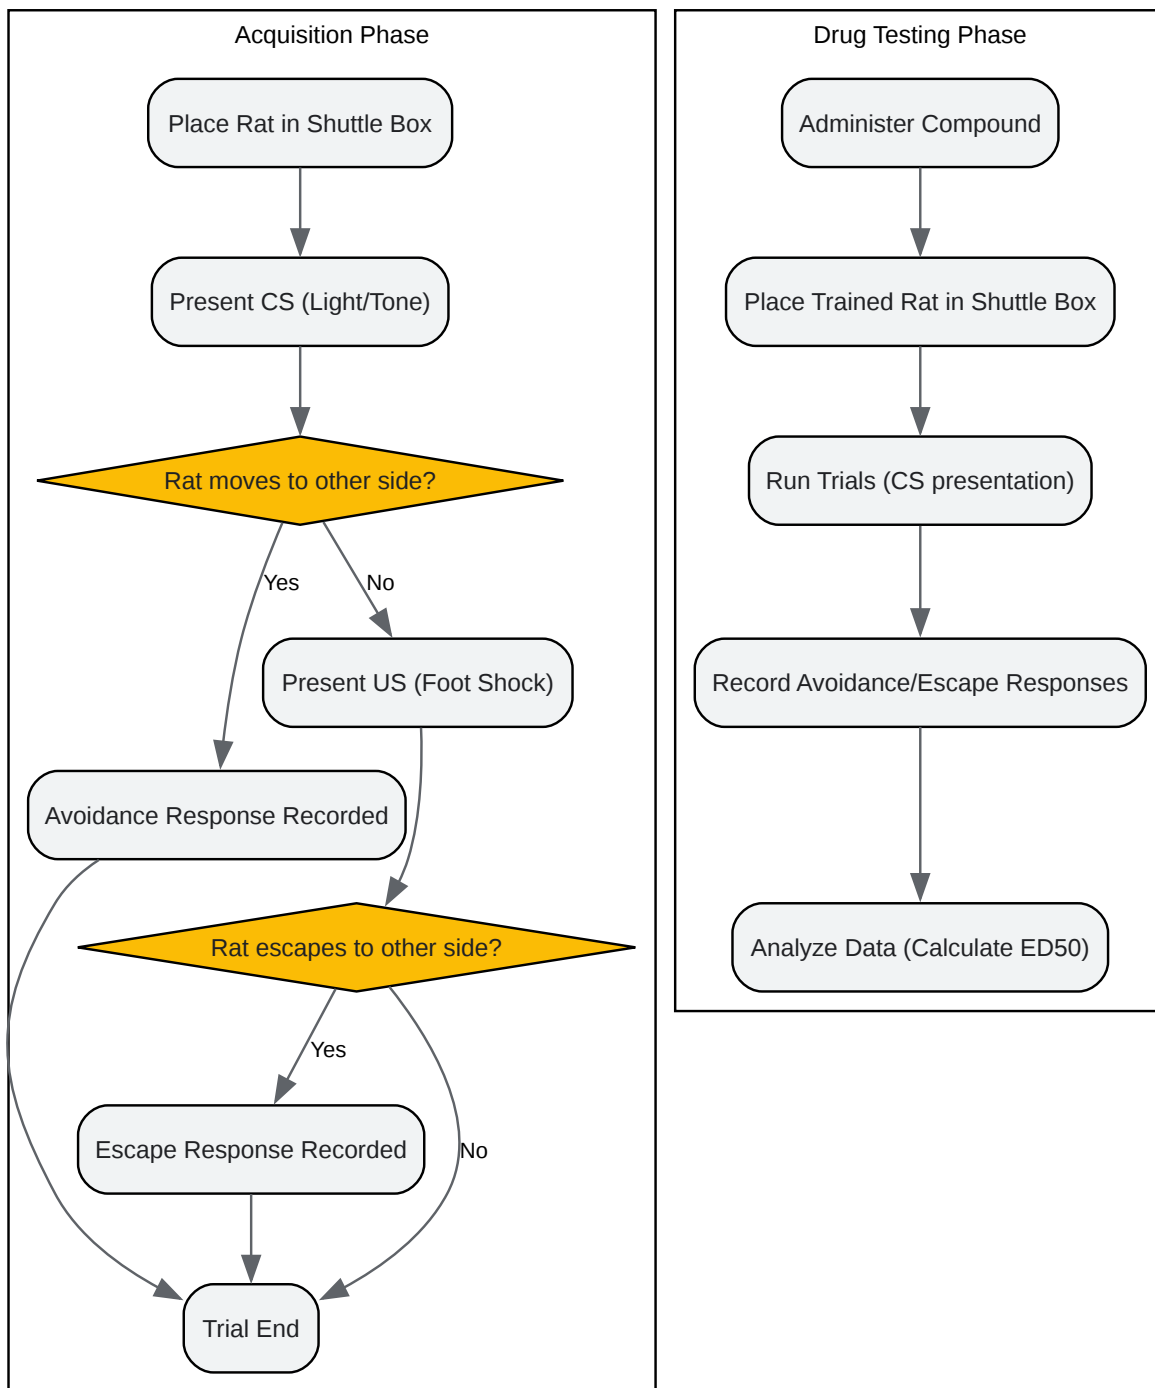 Acquisition Phase
Place Rat in Shuttle Box
Present CS (Light/Tone)
Rat moves to other side?
Yes
No
Present US (Foot Shock)
Avoidance Response Recorded
Rat escapes to other side?
Yes
Escape Response Recorded
No
Trial End
Drug Testing Phase
Administer Compound
Place Trained Rat in Shuttle Box
Run Trials (CS presentation)
Record Avoidance/Escape Responses
Analyze Data (Calculate ED50)